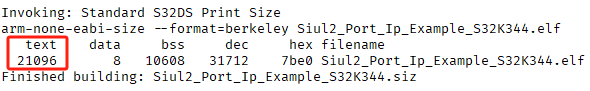 Invoking: Standard S32DS Print Size
arm-none-eabi-size --format=berkeley Siul2_Port_Ip_Example_S32K344.elf
text data bss dec hex filename
21096 8 10608 31712 7be0 Siul2_Port_Ip_Example_S32K344.elf
Finished building: Siul2_Port_Ip_Example_S32K344.siz